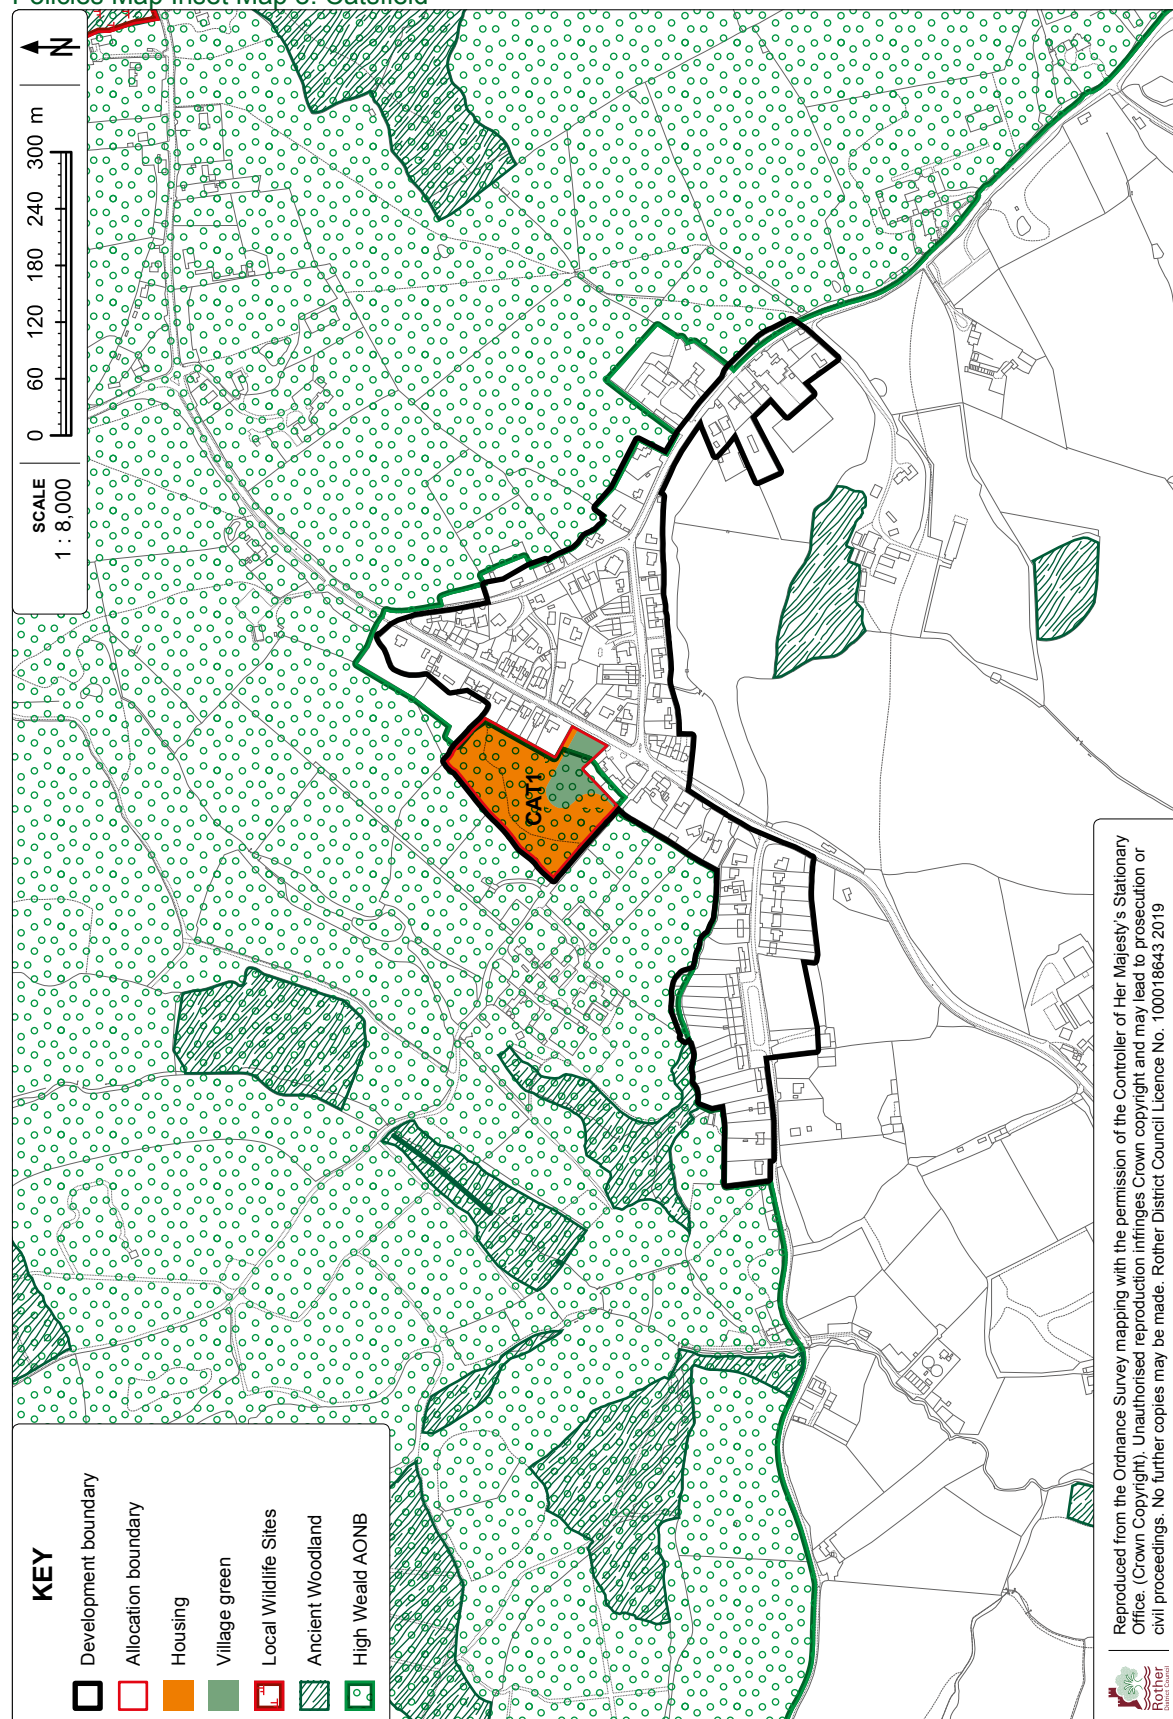 Policies Map Inset Map 5: Catsfield
N
0 60 120 180 240 300 m
SCALE
1 : 8,000
CAT1
KEY
Development boundary
Allocation boundary
Housing
Village green
Local Wildlife Sites
Ancient Woodland
High Weald AONB
Rother
District Council
Reproduced from the Ordnance Survey mapping with the permission of the Controller of Her Majesty's Stationary
Office. (Crown Copyright). Unauthorised reproduction infringes Crown copyright and may lead to prosecution or
civil proceedings. No further copies may be made. Rother District Council Licence No. 100018643 2019